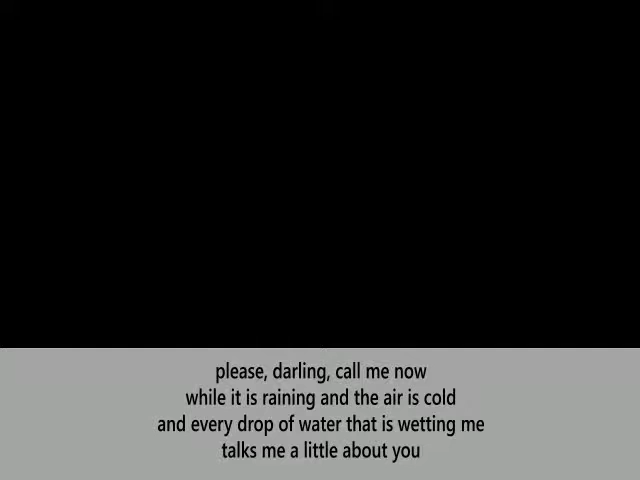 please, darling, call me now
while it is raining and the air is cold
and every drop of water that is wetting me
talks me a little about you